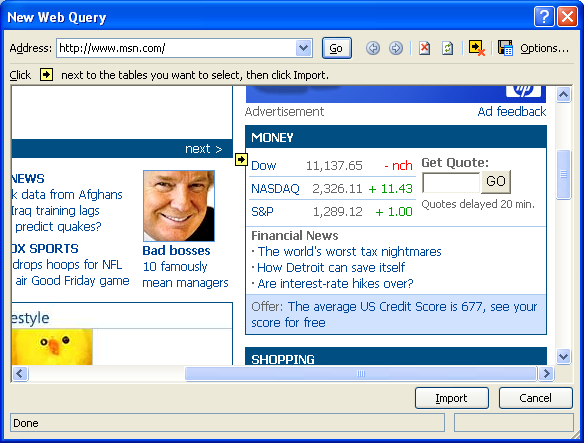 New Web Query
Address: http://www.msn.com/ Go Options...
Click next to the tables you want to select, then click Import.
hp
Advertisement Ad feedback
next >
NEWS
k data from Afghans
Iraq training lags
predict quakes?
OX SPORTS
drops hoops for NFL
air Good Friday game
Bad bosses
10 famously
mean managers
estyle
MONEY
Dow 11,137.65 - nch
NASDAQ 2,326.11 + 11.43
S&P 1,289.12 + 1.00
Get Quote:
GO
Quotes delayed 20 min.
Financial News
· The world's worst tax nightmares
· How Detroit can save itself
· Are interest-rate hikes over?
Offer: The average US Credit Score is 677, see your
score for free
SHOPPING
Import Cancel
Done